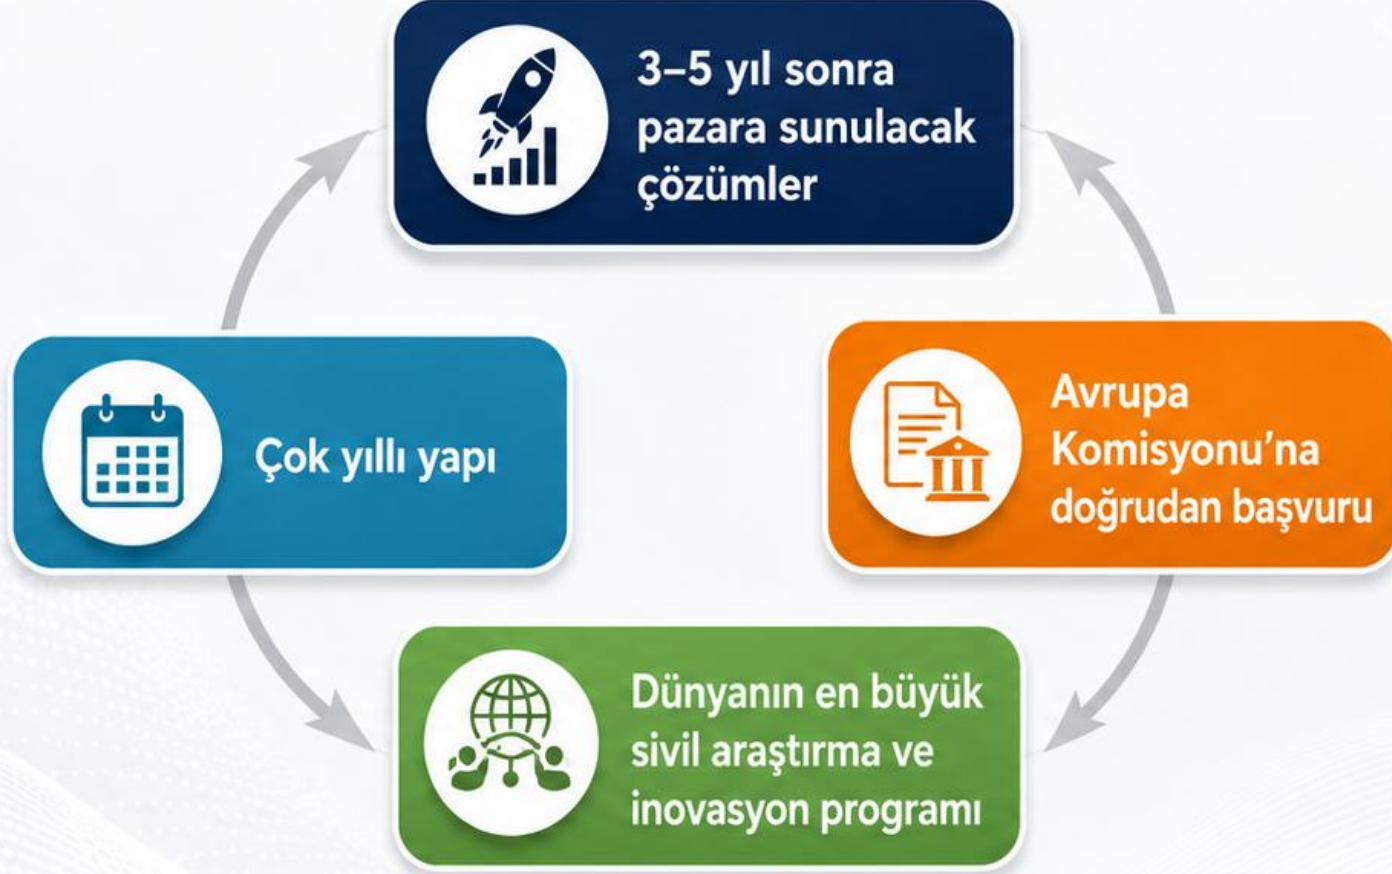 3–5 yıl sonra
pazara sunulacak
çözümler
Çok yıllı yapı
Avrupa
Komisyonu’na
doğrudan başvuru
Dünyanın en büyük
sivil araştırma ve
inovasyon programı